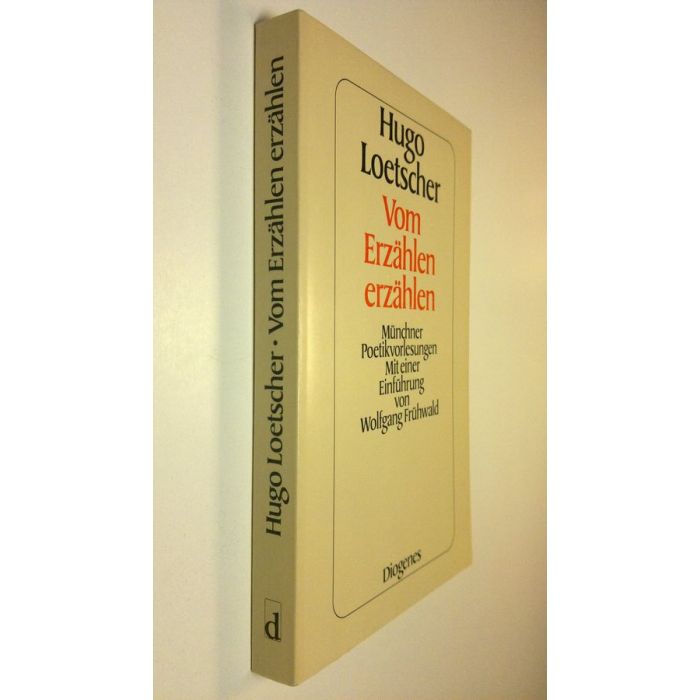 Hugo Loetscher · Vom Erzählen erzählen
d
Hugo
Loetscher
Vom
Erzählen
erzählen
Münchner
Poetikvorlesungen
Mit einer
Einführung
von
Wolfgang Frühwald
Diogenes